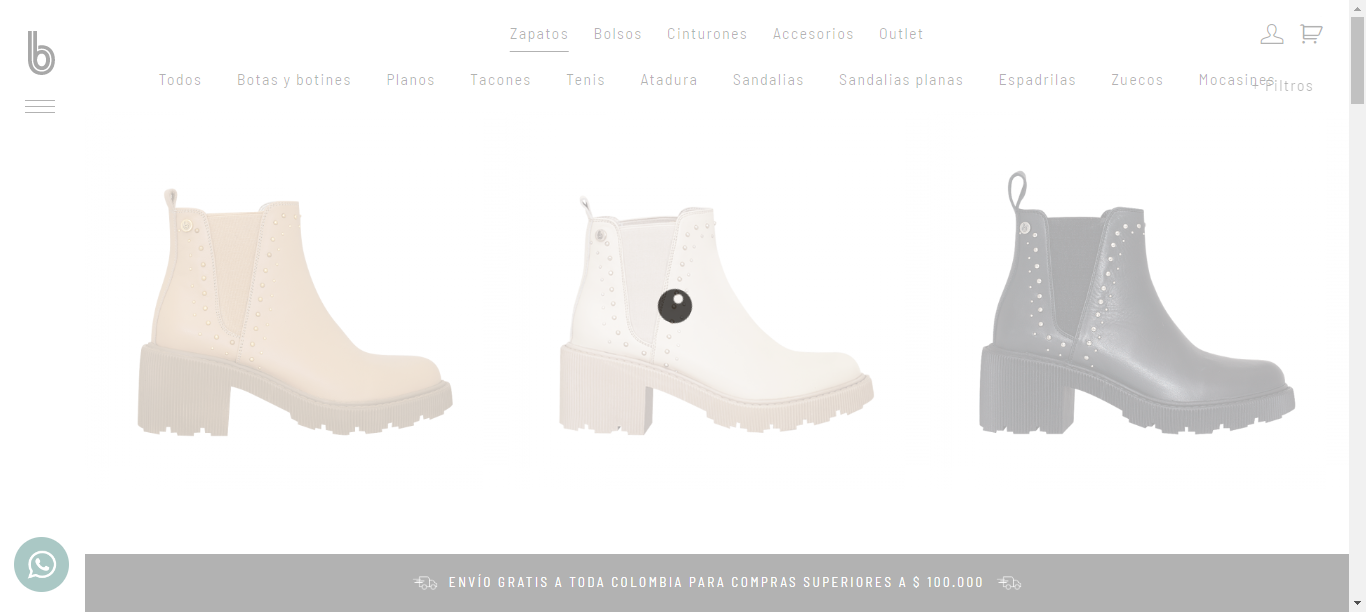 b
Zapatos Bolsos Cinturones Accesorios Outlet
Todos Botas y botines Planos Tacones Tenis Atadura Sandalias Sandalias planas Espadrilas Zuecos Mocasines
+ Filtros
ENVÍO GRATIS A TODA COLOMBIA PARA COMPRAS SUPERIORES A $ 100.000